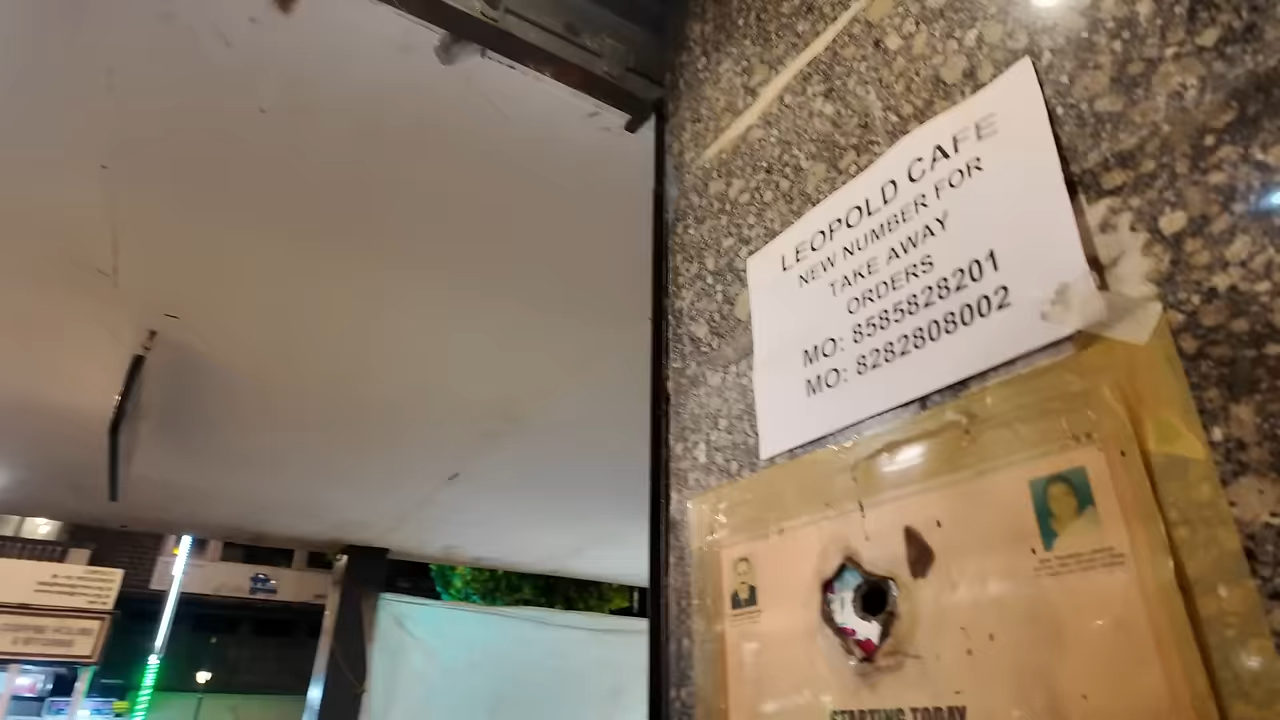 LEOPOLD CAFE
NEW NUMBER FOR
TAKE AWAY
ORDERS
MO: 8585828201
MO: 8282808002
STARTING TODAY